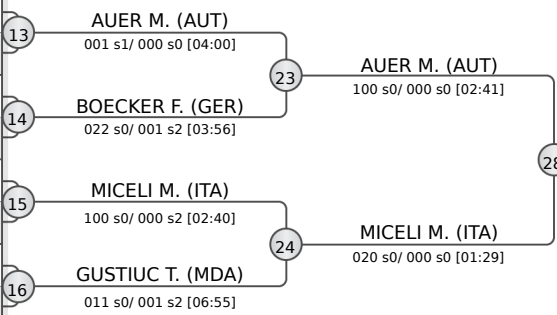 AUER M. (AUT)
13
001 s1/ 000 s0 [04:00]
23
AUER M. (AUT)
100 s0/ 000 s0 [02:41]
BOECKER F. (GER)
14
022 s0/ 001 s2 [03:56]
28
MICELI M. (ITA)
15
100 s0/ 000 s2 [02:40]
24
MICELI M. (ITA)
020 s0/ 000 s0 [01:29]
GUSTIUC T. (MDA)
16
011 s0/ 001 s2 [06:55]